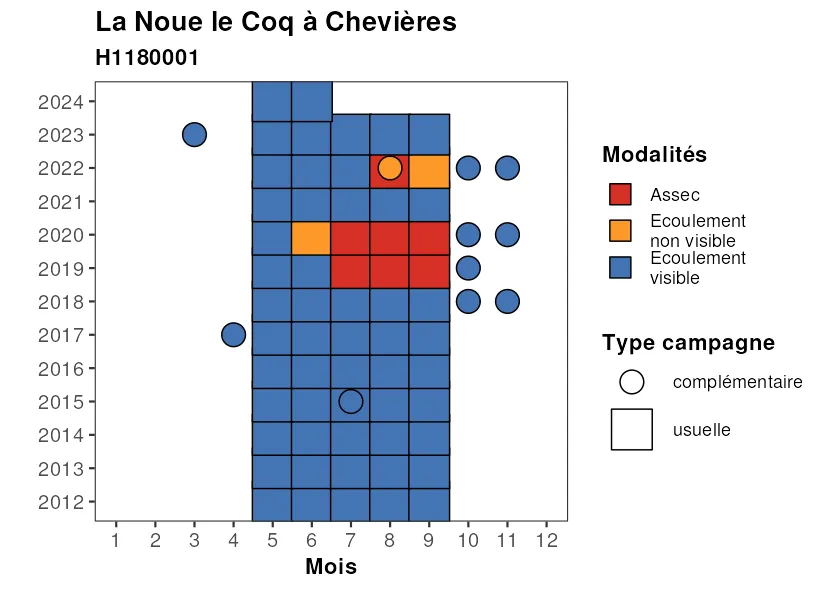 La Noue le Coq à Chevières
H1180001
2024
2023
2022
2021
2020
2019
2018
2017
2016
2015
2014
2013
2012
1 2 3 4 5 6 7 8 9 10 11 12
Mois
Modalités
Assec
Ecoulement
non visible
Ecoulement
visible
Type campagne
complémentaire
usuelle